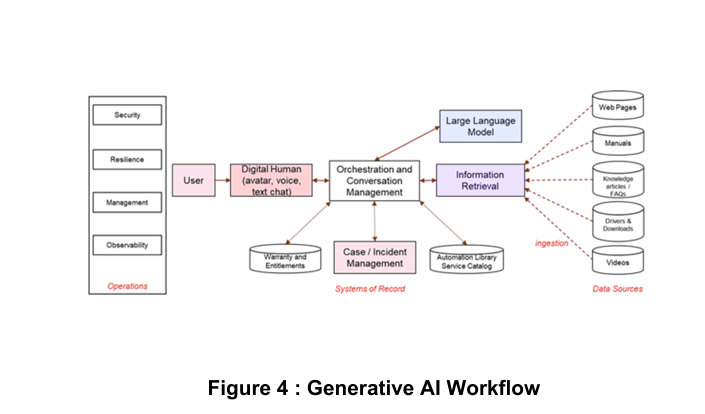 Security
Resilience
Management
Observability
Operations
User
Digital Human
(avatar, voice,
text chat)
Orchestration and
Conversation
Management
Large Language
Model
Information
Retrieval
Warranty and
Entitlements
Case / Incident
Management
Automation Library
Service Catalog
Systems of Record
ingestion
Web Pages
Manuals
Knowledge
articles /
FAQs
Drivers &
Downloads
Videos
Data Sources
Figure 4 : Generative AI Workflow